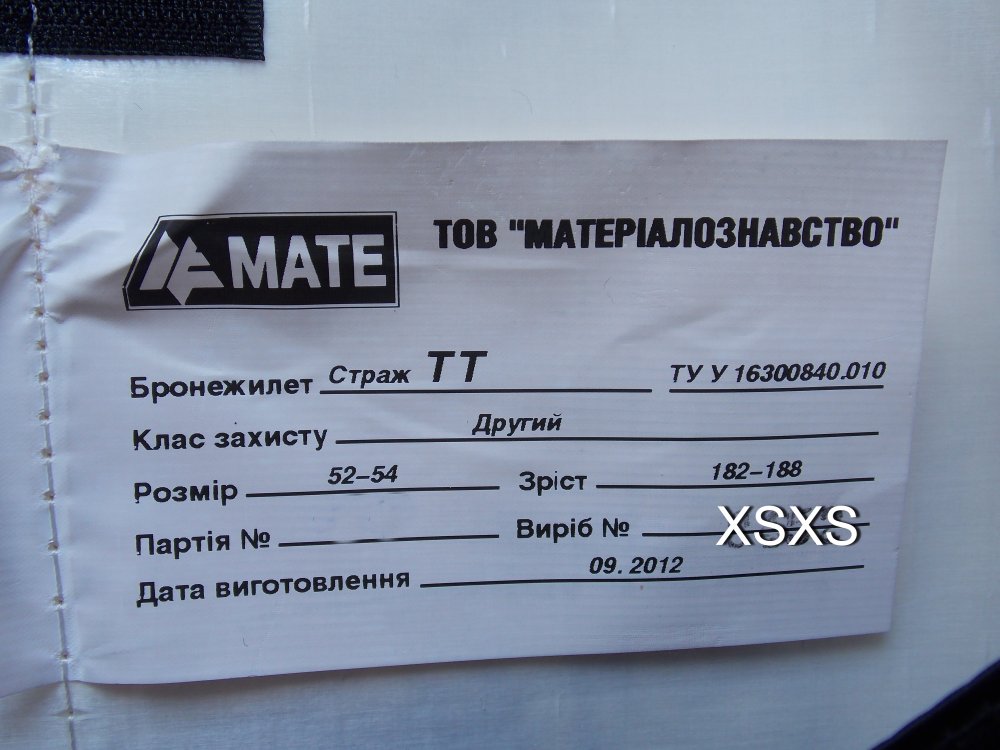 MATE
ТОВ "МАТЕРІАЛОЗНАВСТВО"
Бронежилет Страж ТТ ТУ У 16300840.010
Клас захисту Другий
Розмір 52-54 Зріст 182-188
Партія № Виріб № XSXS
Дата виготовлення 09. 2012